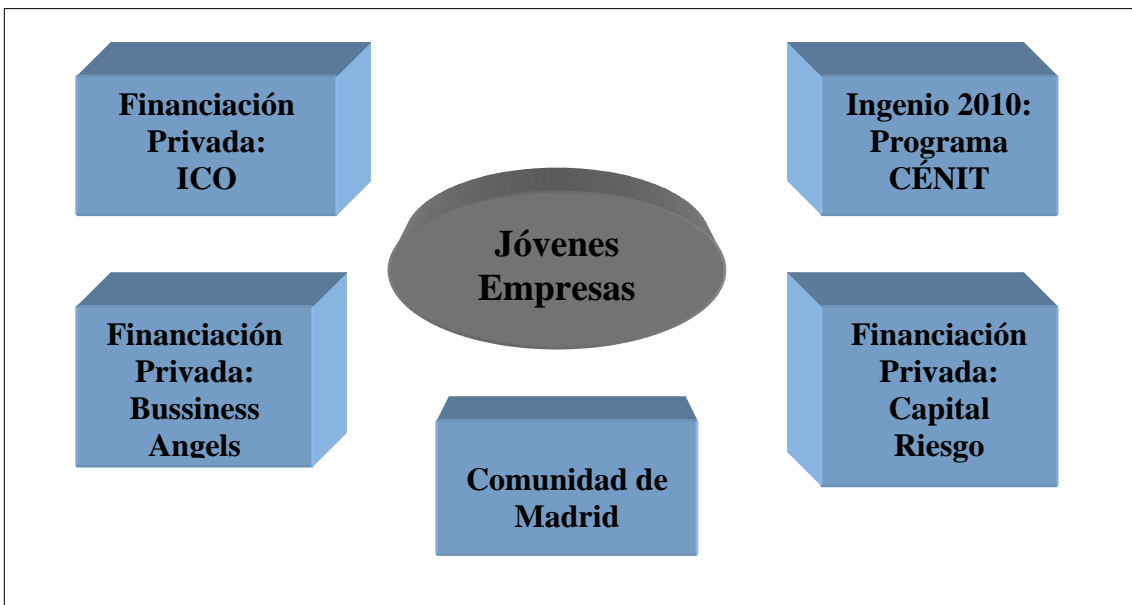 Financiación
Privada:
ICO
Ingenio 2010:
Programa
CÉNIT
Jóvenes
Empresas
Financiación
Privada:
Bussiness
Angels
Financiación
Privada:
Capital
Riesgo
Comunidad de
Madrid